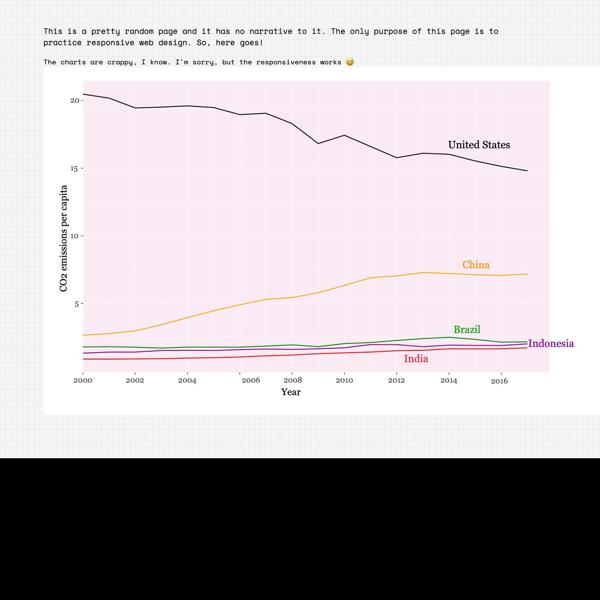 This is a pretty random page and it has no narrative to it. The only purpose of this page is to
practice responsive web design. So, here goes!
The charts are crappy, I know. I'm sorry, but the responsiveness works 😅
20
United States
15
CO2 emissions per capita
10
China
5
Brazil
Indonesia
India
2000 2002 2004 2006 2008 2010 2012 2014 2016
Year